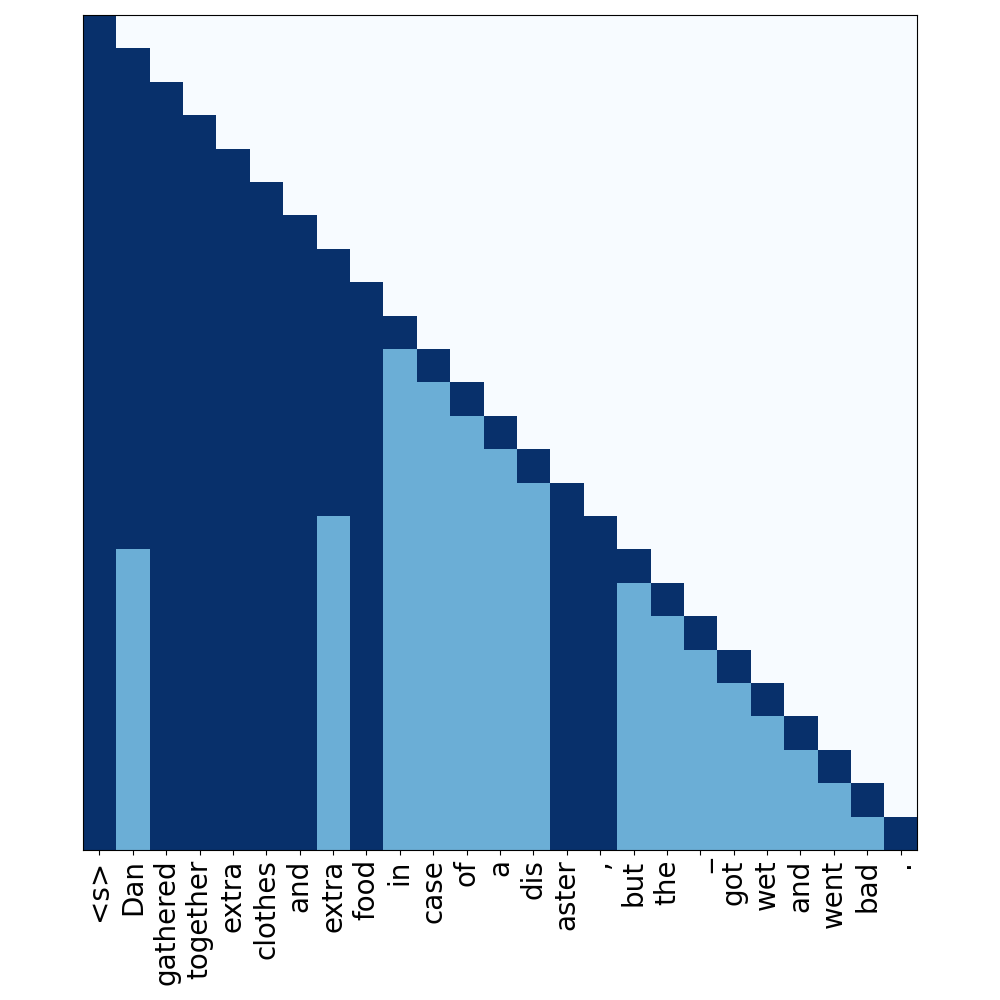 <s> Dan gathered together extra clothes and extra food in case of a dis aster , but the _ got wet and went bad .